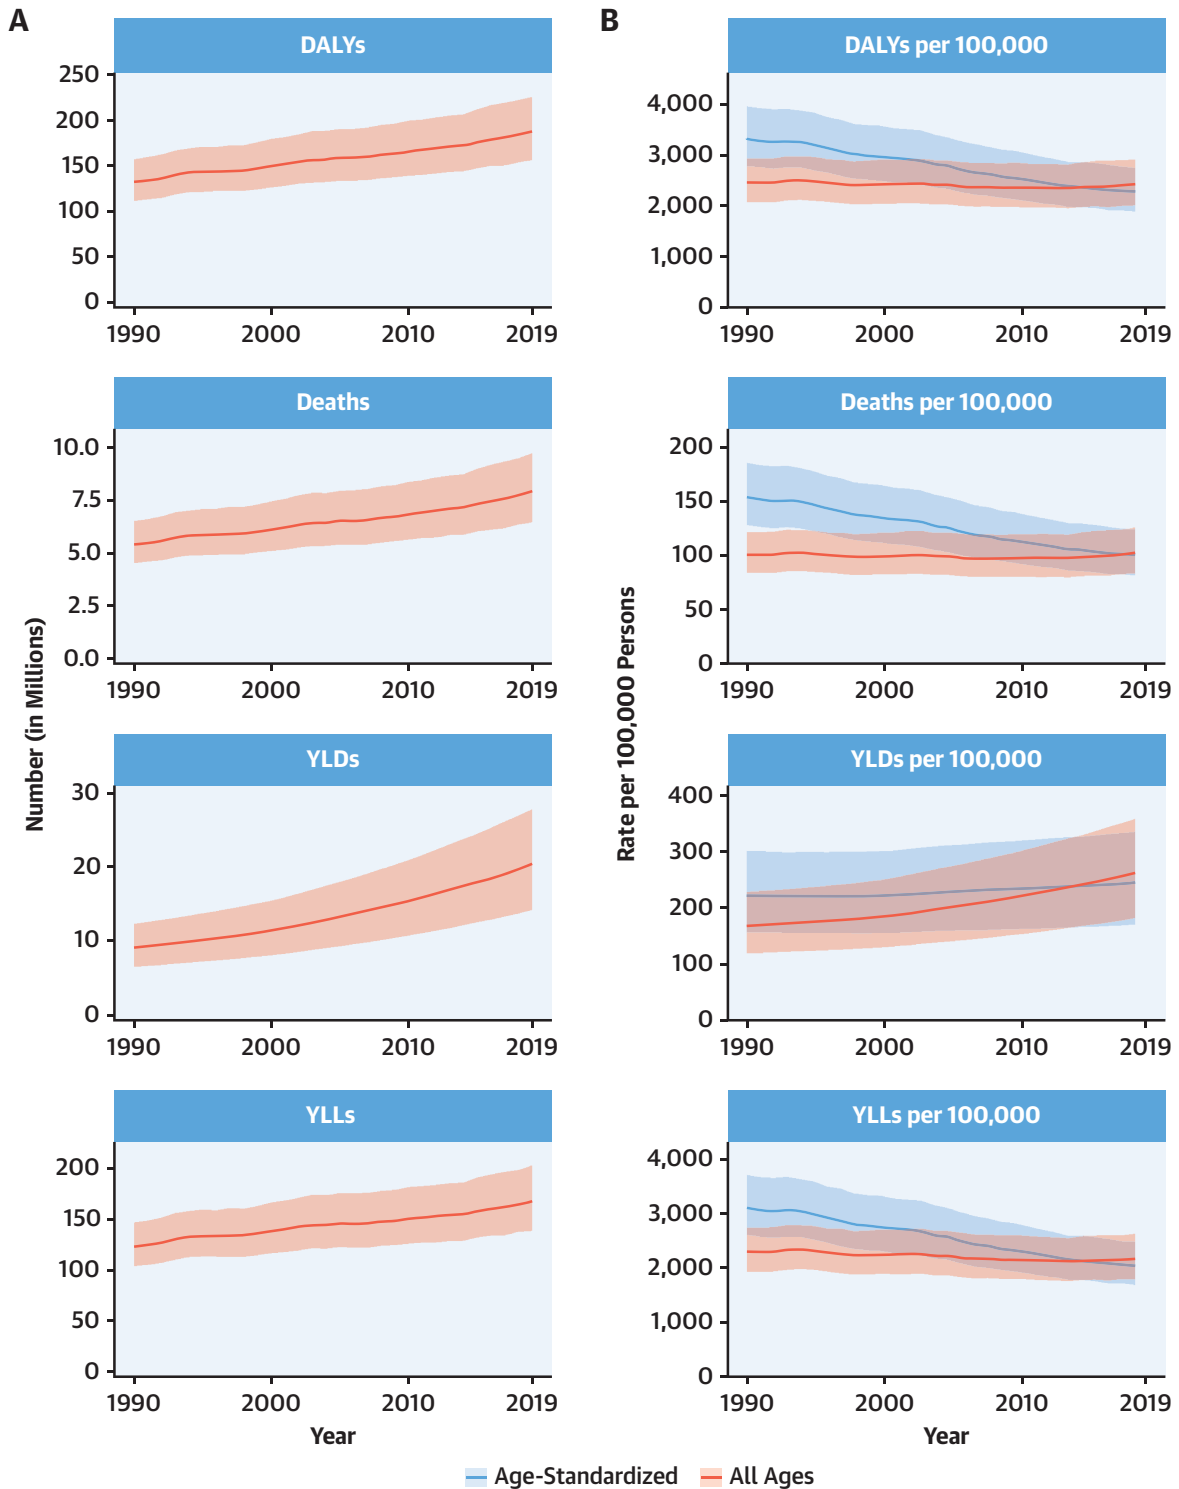 A
DALYs
250
200
150
100
50
0
1990 2000 2010 2019
Deaths
10.0
7.5
5.0
2.5
0.0
1990 2000 2010 2019
YLDs
30
20
10
0
1990 2000 2010 2019
YLLs
200
150
100
50
0
1990 2000 2010 2019
Year
Number (in Millions)
B
DALYs per 100,000
4,000
3,000
2,000
1,000
0
1990 2000 2010 2019
Deaths per 100,000
200
150
100
50
0
1990 2000 2010 2019
YLDs per 100,000
400
300
200
100
0
1990 2000 2010 2019
YLLs per 100,000
4,000
3,000
2,000
1,000
0
1990 2000 2010 2019
Year
Rate per 100,000 Persons
Age-Standardized All Ages